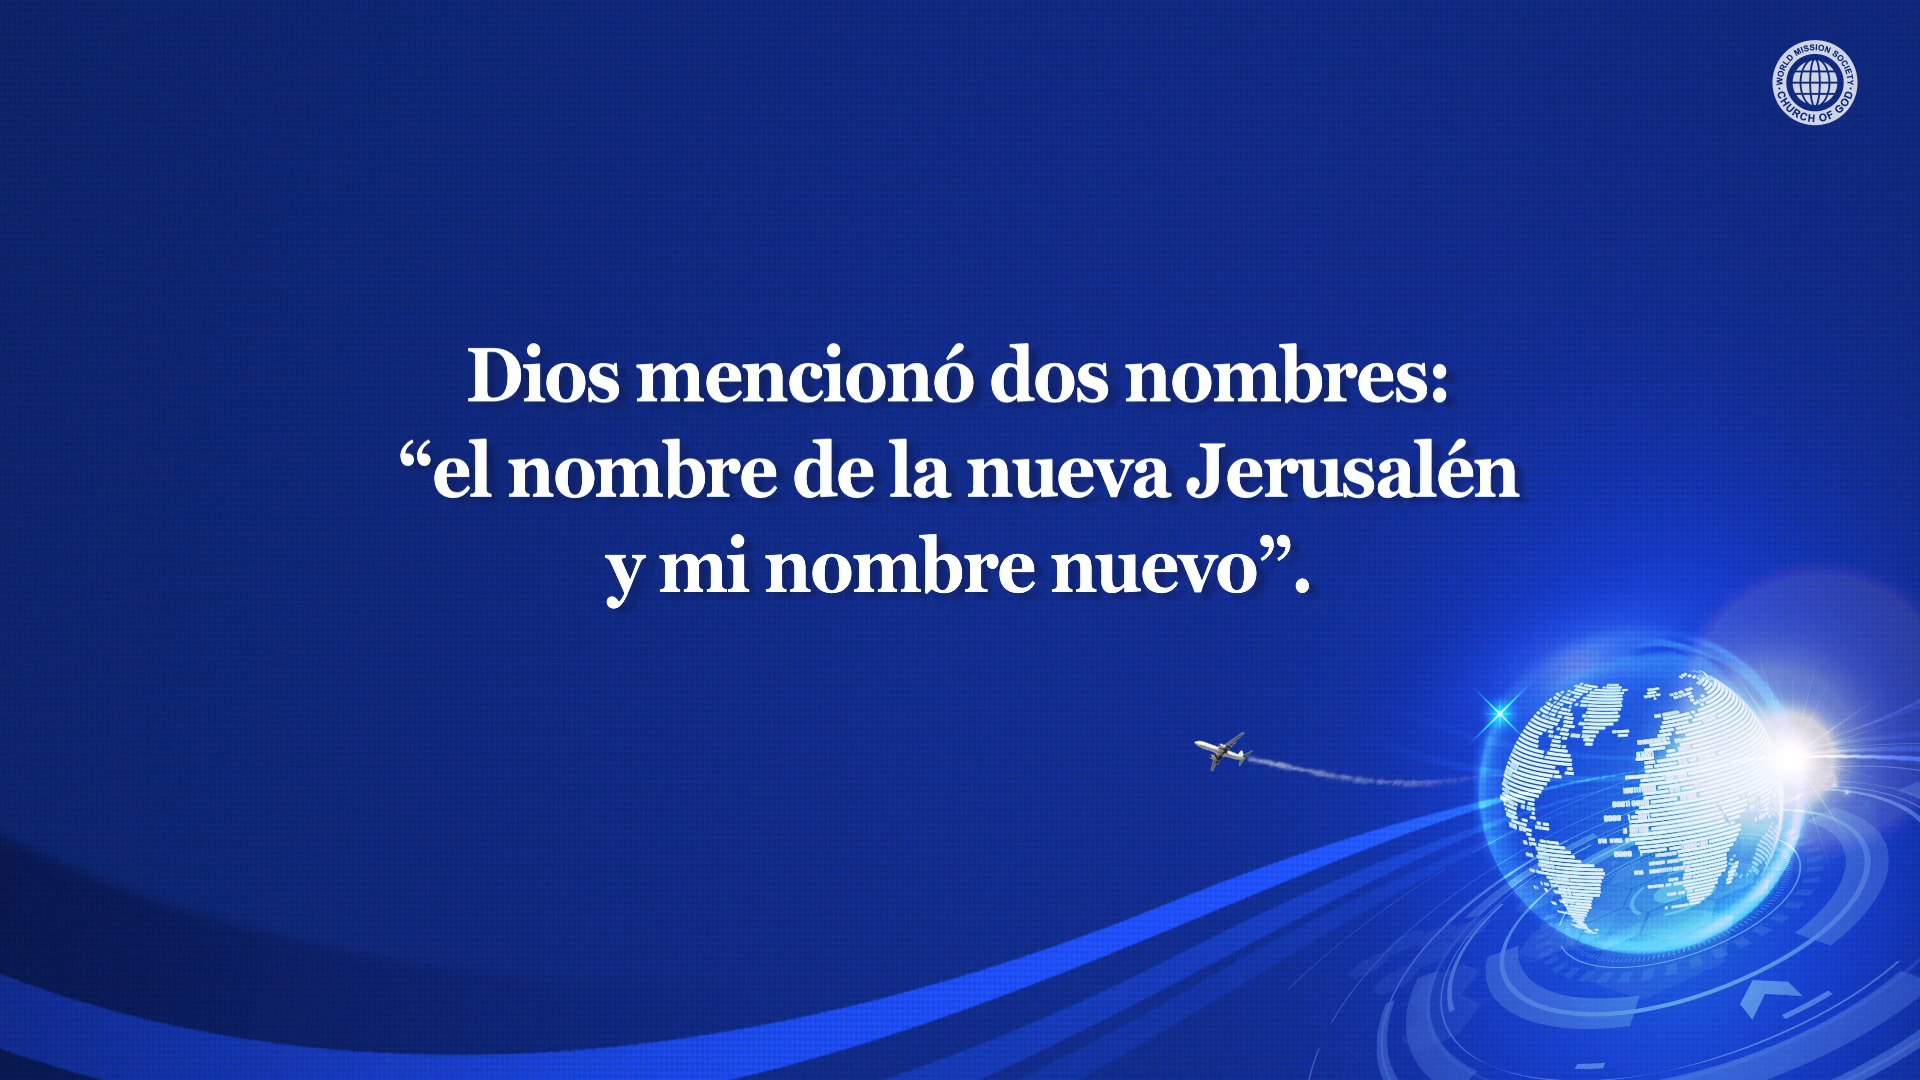 WORLD MISSION SOCIETY
CHURCH OF GOD
Dios mencionó dos nombres:
“el nombre de la nueva Jerusalén
y mi nombre nuevo”.